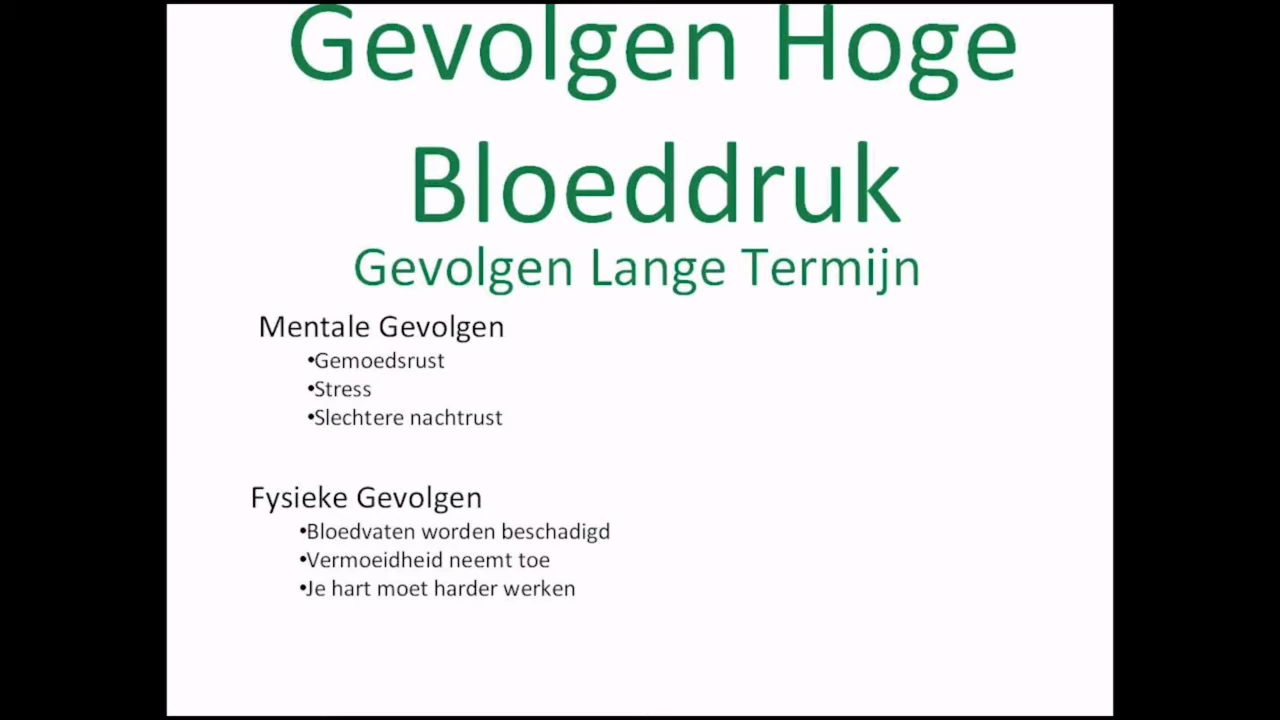 Gevolgen Hoge
Bloeddruk
Gevolgen Lange Termijn
Mentale Gevolgen
•Gemoedsrust
•Stress
•Slechtere nachtrust
Fysieke Gevolgen
•Bloedvaten worden beschadigd
•Vermoeidheid neemt toe
•Je hart moet harder werken